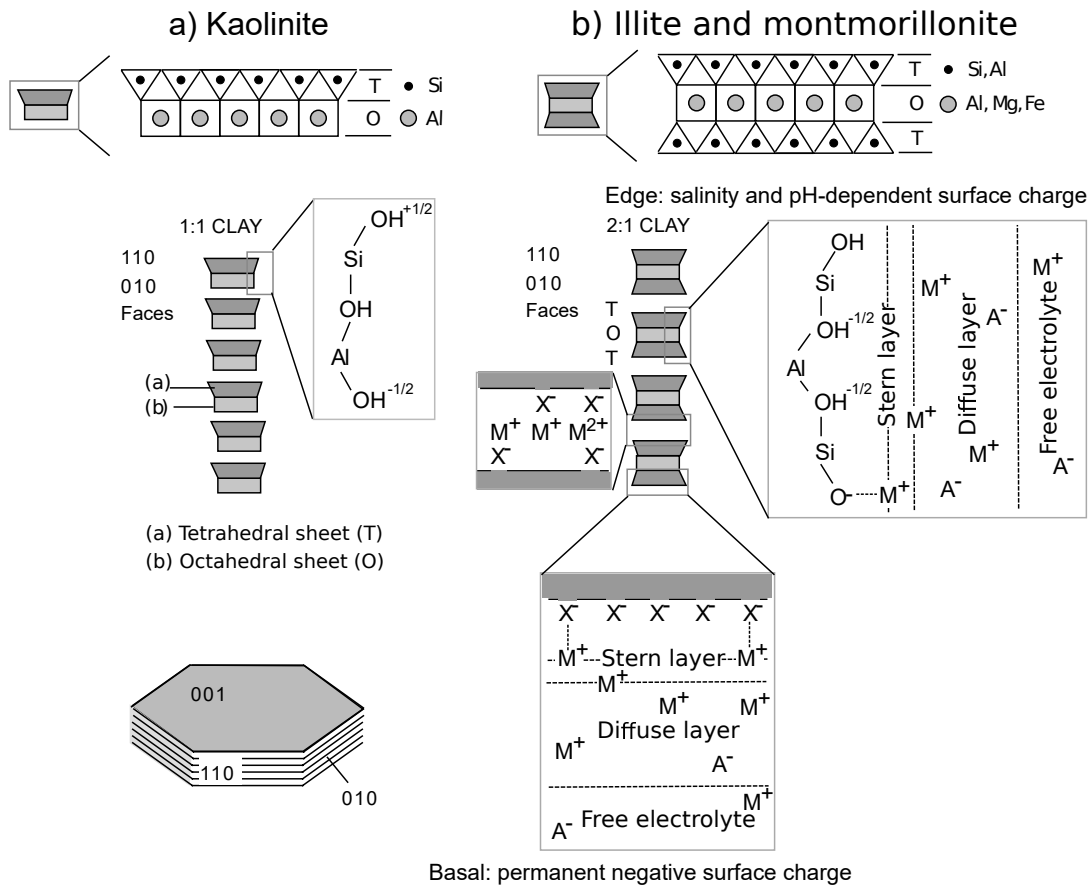 a) Kaolinite
T
Si
O
Al
1:1 CLAY
110
010
Faces
OH+1/2
Si
OH
Al
OH-1/2
(a)
(b)
(a) Tetrahedral sheet (T)
(b) Octahedral sheet (O)
001
110
010
b) Illite and montmorillonite
T
Si,Al
O
Al, Mg, Fe
T
Edge: salinity and pH-dependent surface charge
2:1 CLAY
110
010
Faces
T
O
T
X- X-
M+ M+ M2+
X- X-
OH
Si
OH-1/2
Al
OH-1/2
Si
O-
M+
Stern layer
M+
M+
A-
Diffuse layer
M+
A-
M+
Free electrolyte
A-
X- X- X- X- X-
M+ Stern layer M+
M+
M+ M+
Diffuse layer
M+
A-
M+
Free electrolyte
A-
Basal: permanent negative surface charge